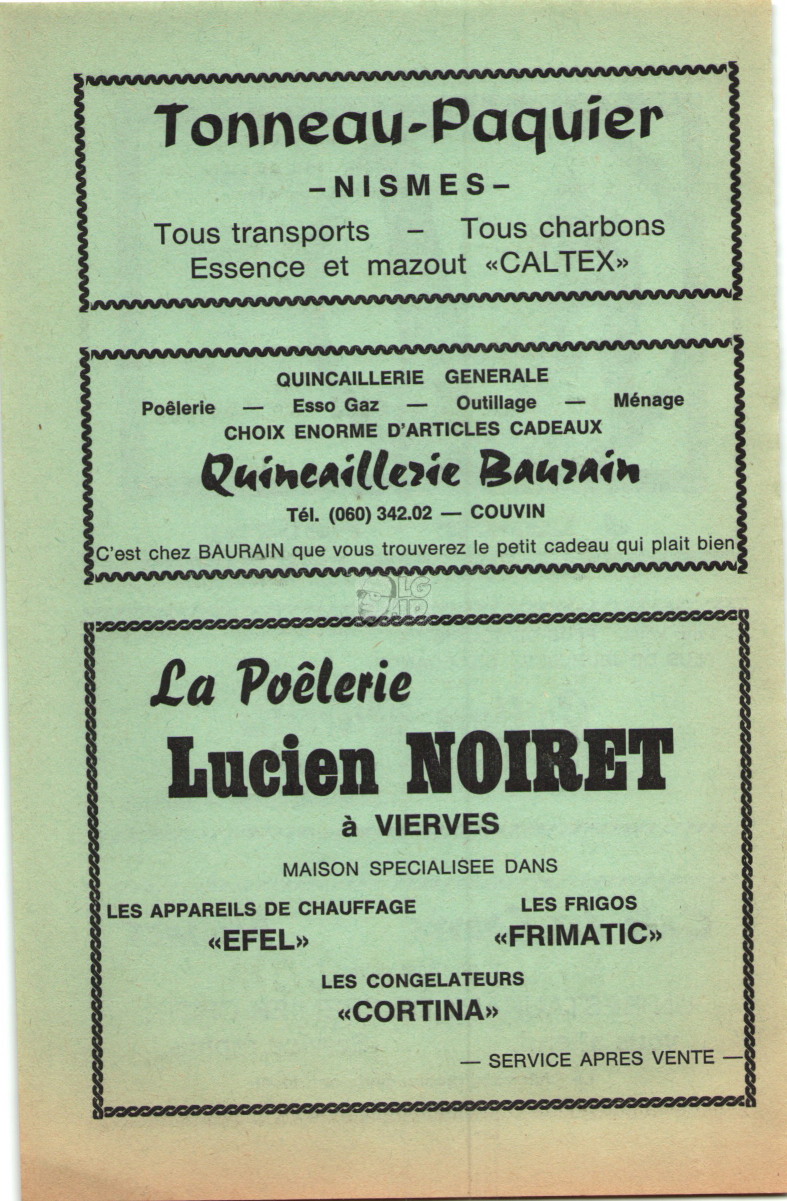 Tonneau-Paquier
– NISMES –
Tous transports – Tous charbons
Essence et mazout «CALTEX»
QUINCAILLERIE GENERALE
Poêlerie — Esso Gaz — Outillage — Ménage
CHOIX ENORME D'ARTICLES CADEAUX
Quincaillerie Baurain
Tél. (060) 342.02 — COUVIN
C'est chez BAURAIN que vous trouverez le petit cadeau qui plait bien
La Poêlerie
Lucien NOIRET
à VIERVES
MAISON SPECIALISEE DANS
LES APPAREILS DE CHAUFFAGE LES FRIGOS
«EFEL» «FRIMATIC»
LES CONGELATEURS
«CORTINA»
— SERVICE APRES VENTE —